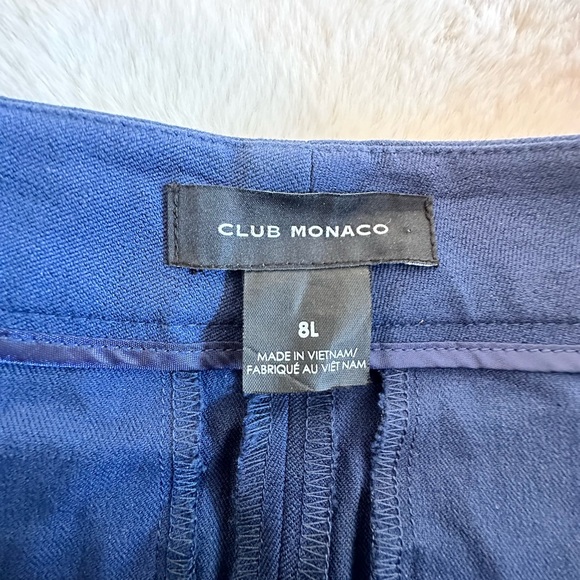 CLUB MONACO
8L
MADE IN VIETNAM/
FABRIQUÉ AU VIÊT NAM